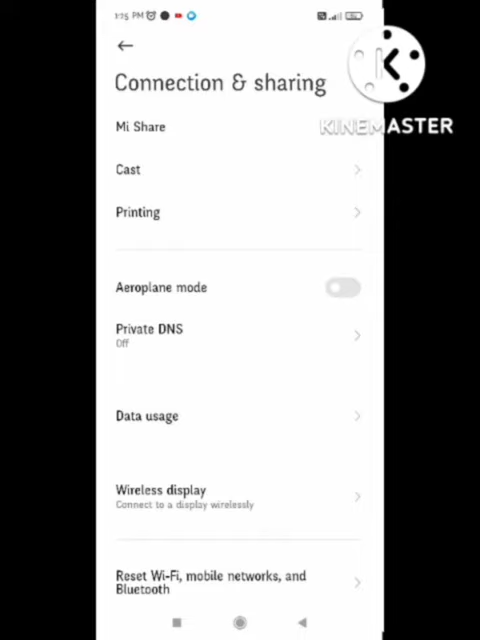 1:15 PM
Connection & sharing
KINEMASTER
Mi Share
Cast
Printing
Aeroplane mode
Private DNS
Off
Data usage
Wireless display
Connect to a display wirelessly
Reset Wi-Fi, mobile networks, and
Bluetooth